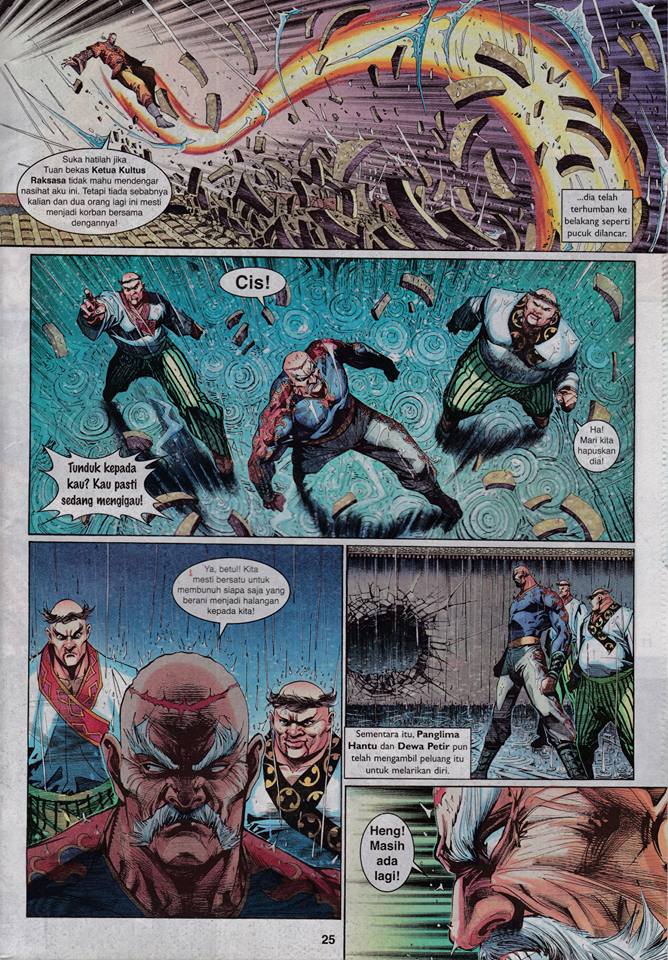 Suka hatilah jika
Tuan bekas Ketua Kultus
Raksasa tidak mahu mendengar
nasihat aku ini. Tetapi tiada sebabnya
kalian dan dua orang lagi ini mesti
menjadi korban bersama
dengannya!
...dia telah
terhumban ke
belakang seperti
pucuk dilancar.
Cis!
Ha!
Mari kita
hapuskan
dia!
Tunduk kepada
kau? Kau pasti
sedang mengigau!
Ya, betul! Kita
mesti bersatu untuk
membunuh siapa saja yang
berani menjadi halangan
kepada kita!
Sementara itu, Panglima
Hantu dan Dewa Petir pun
telah mengambil peluang itu
untuk melarikan diri.
Heng!
Masih
ada
lagi!
25